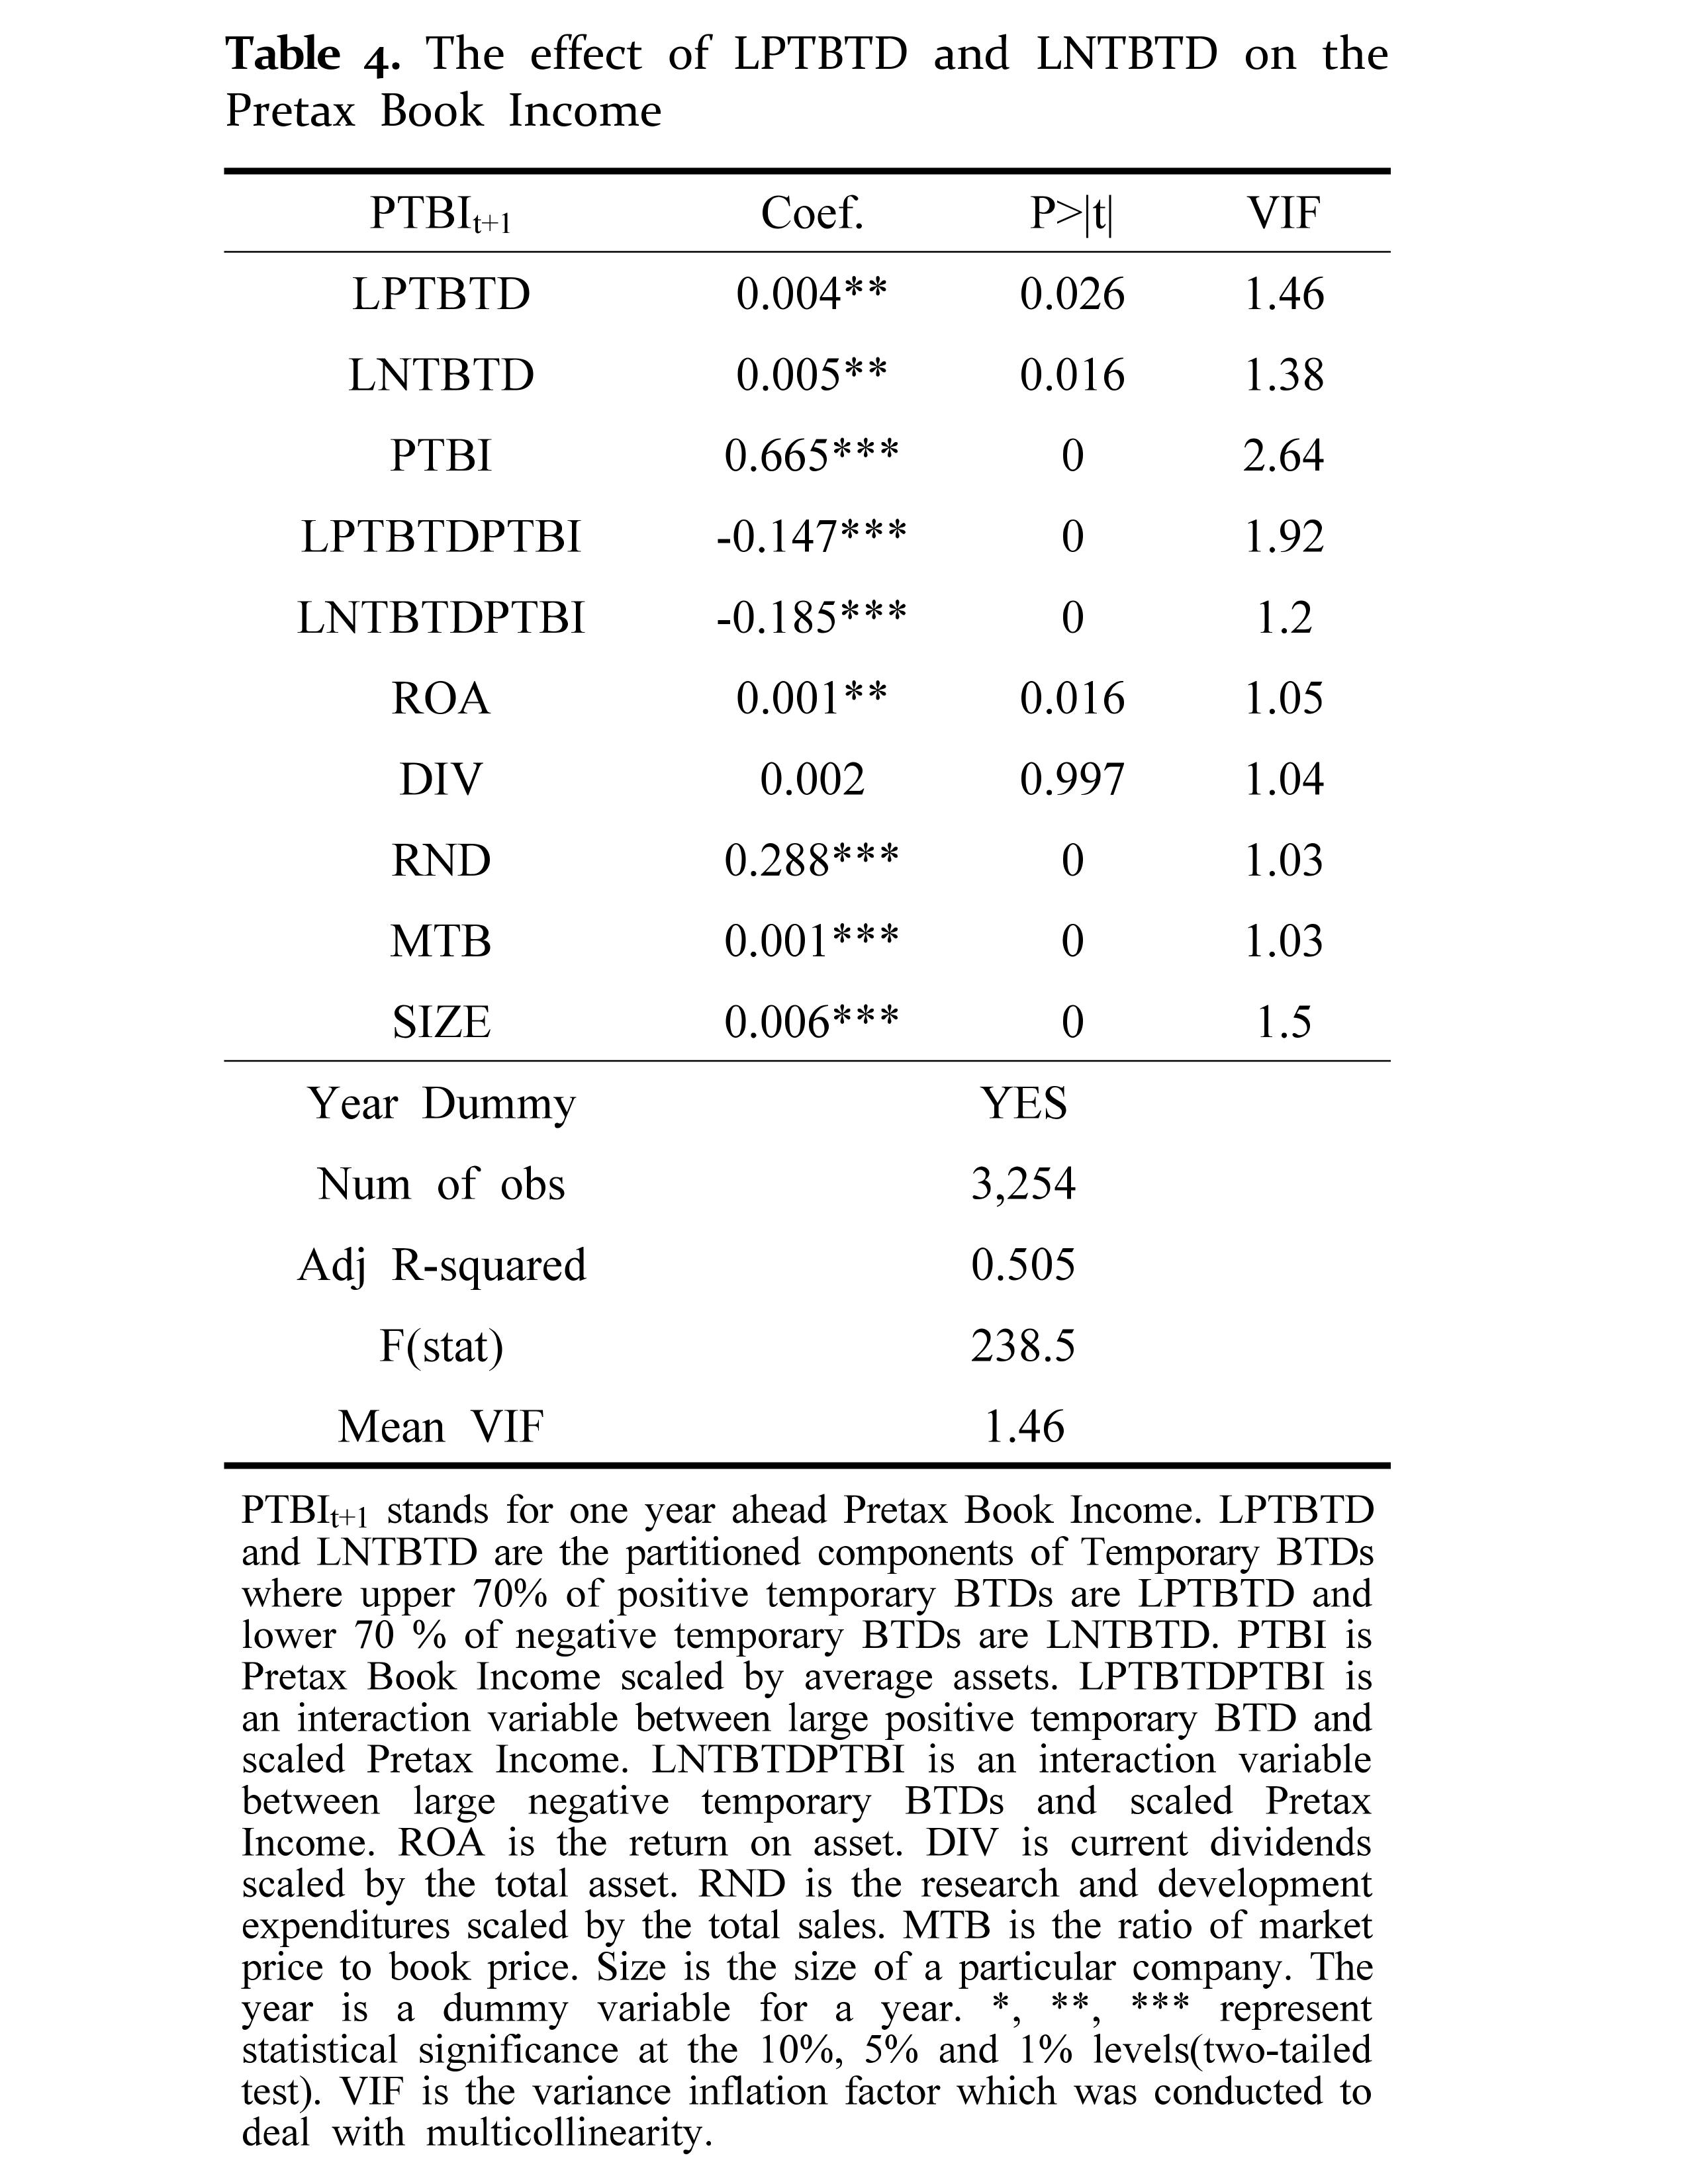 Table 4. The effect of LPTBTD and LNTBTD on the
Pretax Book Income
PTBIt+1 Coef. P>|t| VIF
LPTBTD 0.004** 0.026 1.46
LNTBTD 0.005** 0.016 1.38
PTBI 0.665*** 0 2.64
LPTBTDPTBI -0.147*** 0 1.92
LNTBTDPTBI -0.185*** 0 1.2
ROA 0.001** 0.016 1.05
DIV 0.002 0.997 1.04
RND 0.288*** 0 1.03
MTB 0.001*** 0 1.03
SIZE 0.006*** 0 1.5
Year Dummy YES
Num of obs 3,254
Adj R-squared 0.505
F(stat) 238.5
Mean VIF 1.46
PTBIt+1 stands for one year ahead Pretax Book Income. LPTBTD
and LNTBTD are the partitioned components of Temporary BTDs
where upper 70% of positive temporary BTDs are LPTBTD and
lower 70 % of negative temporary BTDs are LNTBTD. PTBI is
Pretax Book Income scaled by average assets. LPTBTDPTBI is
an interaction variable between large positive temporary BTD and
scaled Pretax Income. LNTBTDPTBI is an interaction variable
between large negative temporary BTDs and scaled Pretax
Income. ROA is the return on asset. DIV is current dividends
scaled by the total asset. RND is the research and development
expenditures scaled by the total sales. MTB is the ratio of market
price to book price. Size is the size of a particular company. The
year is a dummy variable for a year. *, **, *** represent
statistical significance at the 10%, 5% and 1% levels(two-tailed
test). VIF is the variance inflation factor which was conducted to
deal with multicollinearity.